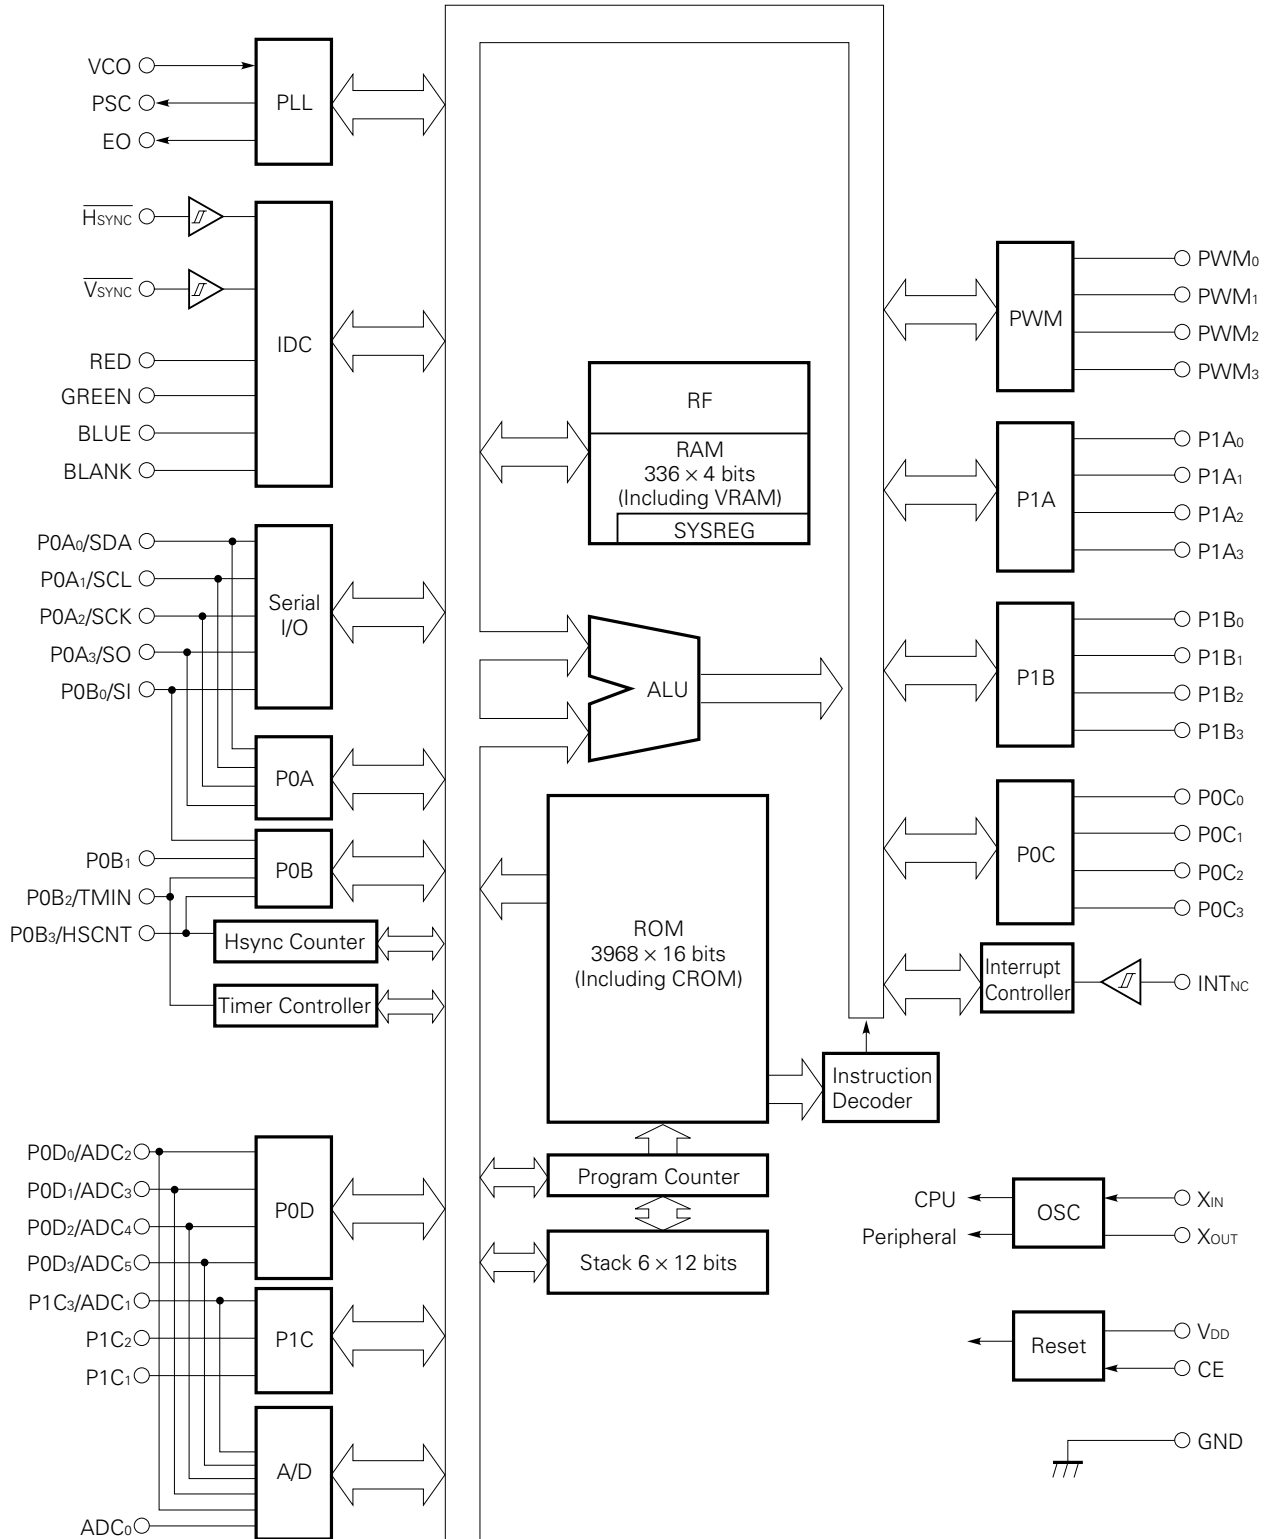 VCO
PSC
EO
PLL
HSYNC
VSYNC
RED
GREEN
BLUE
BLANK
IDC
P0A0/SDA
P0A1/SCL
P0A2/SCK
P0A3/SO
P0B0/SI
Serial
I/O
P0A
P0B1
P0B2/TMIN
P0B3/HSCNT
P0B
Hsync Counter
Timer Controller
P0D0/ADC2
P0D1/ADC3
P0D2/ADC4
P0D3/ADC5
P1C3/ADC1
P1C2
P1C1
ADC0
P0D
P1C
A/D
RF
RAM
336 × 4 bits
(Including VRAM)
SYSREG
ALU
ROM
3968 × 16 bits
(Including CROM)
Instruction
Decoder
Program Counter
Stack 6 × 12 bits
PWM
PWM0
PWM1
PWM2
PWM3
P1A
P1A0
P1A1
P1A2
P1A3
P1B
P1B0
P1B1
P1B2
P1B3
P0C
P0C0
P0C1
P0C2
P0C3
Interrupt
Controller
INTNC
CPU
Peripheral
OSC
XIN
XOUT
Reset
VDD
CE
GND